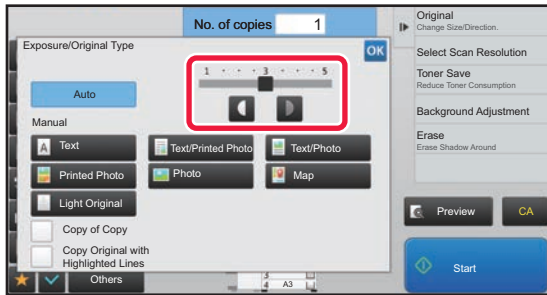 No. of copies 1
Exposure/Original Type
OK
1 3 5
Auto
Manual
A Text
Text/Printed Photo
Text/Photo
Printed Photo
Photo
Map
Light Original
Copy of Copy
Copy Original with
Highlighted Lines
Others
3
4 A3
Original
Change Size/Direction.
Select Scan Resolution
Toner Save
Reduce Toner Consumption
Background Adjustment
Erase
Erase Shadow Around
Preview
CA
Start